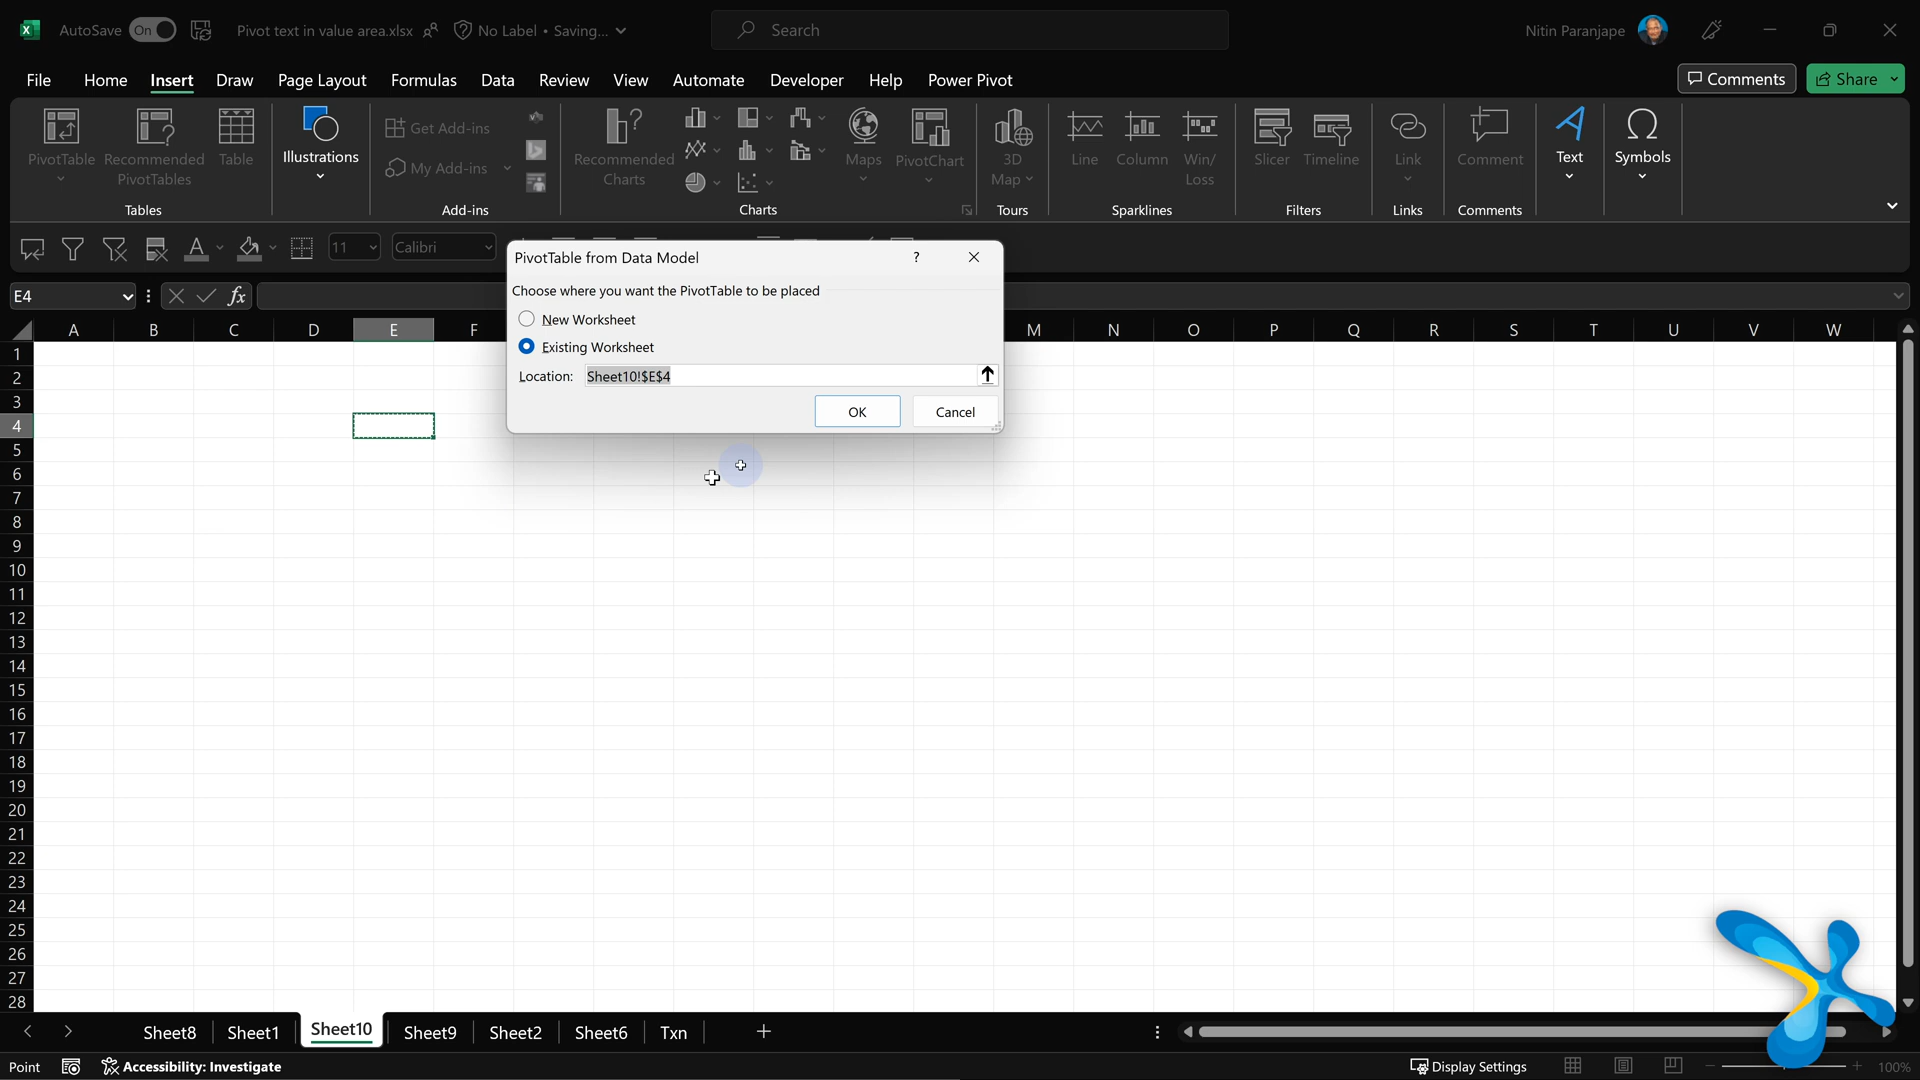 AutoSave On Pivot text in value area.xlsx No Label • Saving... Search Nitin Paranjape
File Home Insert Draw Page Layout Formulas Data Review View Automate Developer Help Power Pivot Comments Share
PivotTable Recommended PivotTables Table Illustrations Get Add-ins My Add-ins Recommended Charts Maps PivotChart 3D Map Line Column Win/Loss Slicer Timeline Link Comment Text Symbols
Tables Add-ins Charts Tours Sparklines Filters Links Comments
A 11 Calibri
PivotTable from Data Model ?
Choose where you want the PivotTable to be placed
New Worksheet
Existing Worksheet
Location: Sheet10!$E$4
OK Cancel
E4 fx
A B C D E F M N O P Q R S T U V W
1
2
3
4
5
6
7
8
9
10
11
12
13
14
15
16
17
18
19
20
21
22
23
24
25
26
27
28
Sheet8 Sheet1 Sheet10 Sheet9 Sheet2 Sheet6 Txn
Point Accessibility: Investigate Display Settings 100%